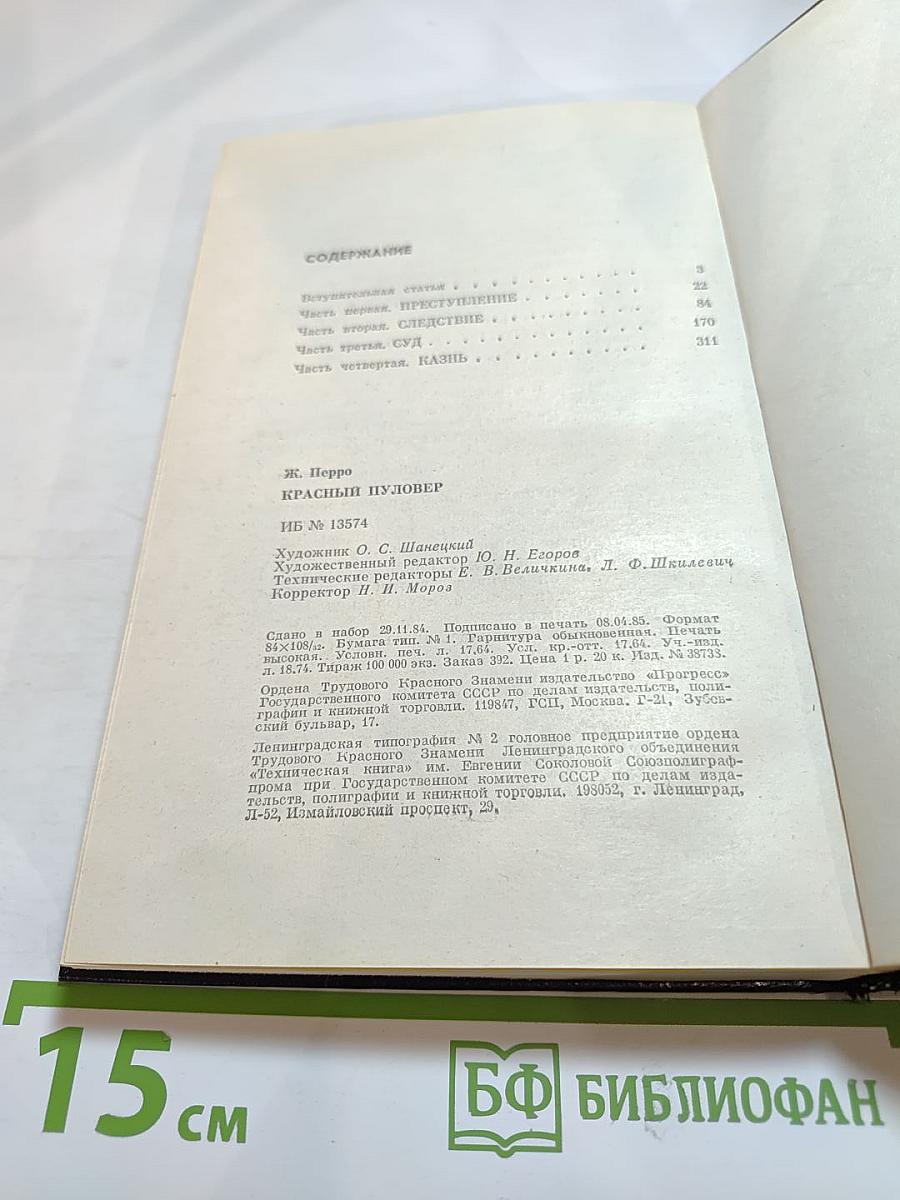 СОДЕРЖАНИЕ
Вступительная статья . . . . . . . . . . . 3
Часть первая. ПРЕСТУПЛЕНИЕ . . . . . . . 22
Часть вторая. СЛЕДСТВИЕ . . . . . . . . 84
Часть третья. СУД . . . . . . . . . . . . 170
Часть четвертая. КАЗНЬ . . . . . . . . . 311
Ж. Перро
КРАСНЫЙ ПУЛОВЕР
ИБ № 13574
Художник О. С. Шанецкий
Художественный редактор Ю. Н. Егоров
Технические редакторы Е. В. Величкина, Л. Ф. Шкилевич
Корректор Н. И. Мороз
Сдано в набор 29.11.84. Подписано в печать 08.04.85. Формат
84×108/32. Бумага тип. № 1. Гарнитура обыкновенная. Печать
высокая. Условн. печ. л. 17,64. Усл. кр.-отт. 17,64. Уч.-изд.
л. 18.74. Тираж 100 000 экз. Заказ 392. Цена 1 р. 20 к. Изд. № 38738.
Ордена Трудового Красного Знамени издательство «Прогресс»
Государственного комитета СССР по делам издательств, поли-
графии и книжной торговли. 119847, ГСП, Москва, Г-21, Зубов-
ский бульвар, 17.
Ленинградская типография № 2 головное предприятие ордена
Трудового Красного Знамени Ленинградского объединения
«Техническая книга» им. Евгении Соколовой Союзполиграф-
прома при Государственном комитете СССР по делам изда-
тельств, полиграфии и книжной торговли. 198052, г. Ленинград,
Л-52, Измайловский проспект, 29.
15 см
БФ БИБЛИОФАН